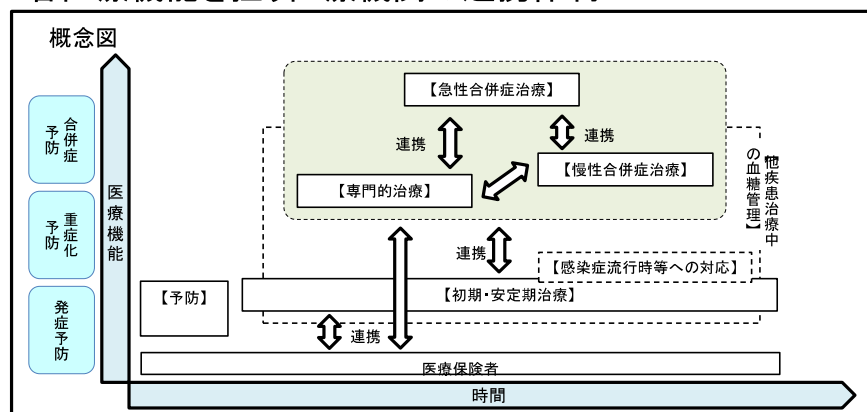 概念図
【急性合併症治療】
合併症
予防
連携
連携
【慢性合併症治療】
【専門的治療】
【他疾患治療中
の血糖管理】
医療機能
重症化
予防
連携
【感染症流行時等への対応】
【予防】
【初期・安定期治療】
発症予防
連携
医療保険者
時間